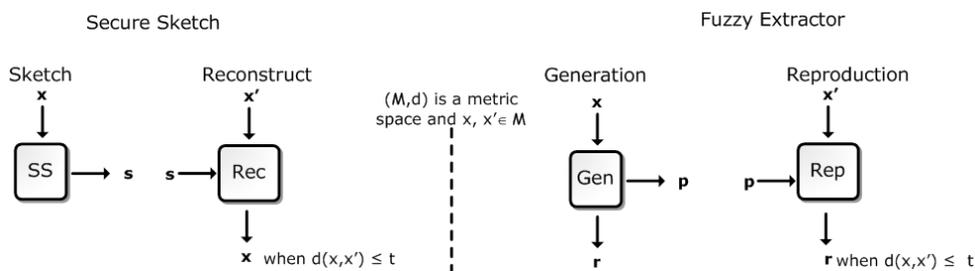 Secure Sketch
Fuzzy Extractor
Sketch
Reconstruct
Generation
Reproduction
x
x'
(M,d) is a metric
space and x, x'∈ M
x
x'
SS
s
s
Rec
Gen
p
p
Rep
x when d(x,x') ≤ t
r
r when d(x,x') ≤ t